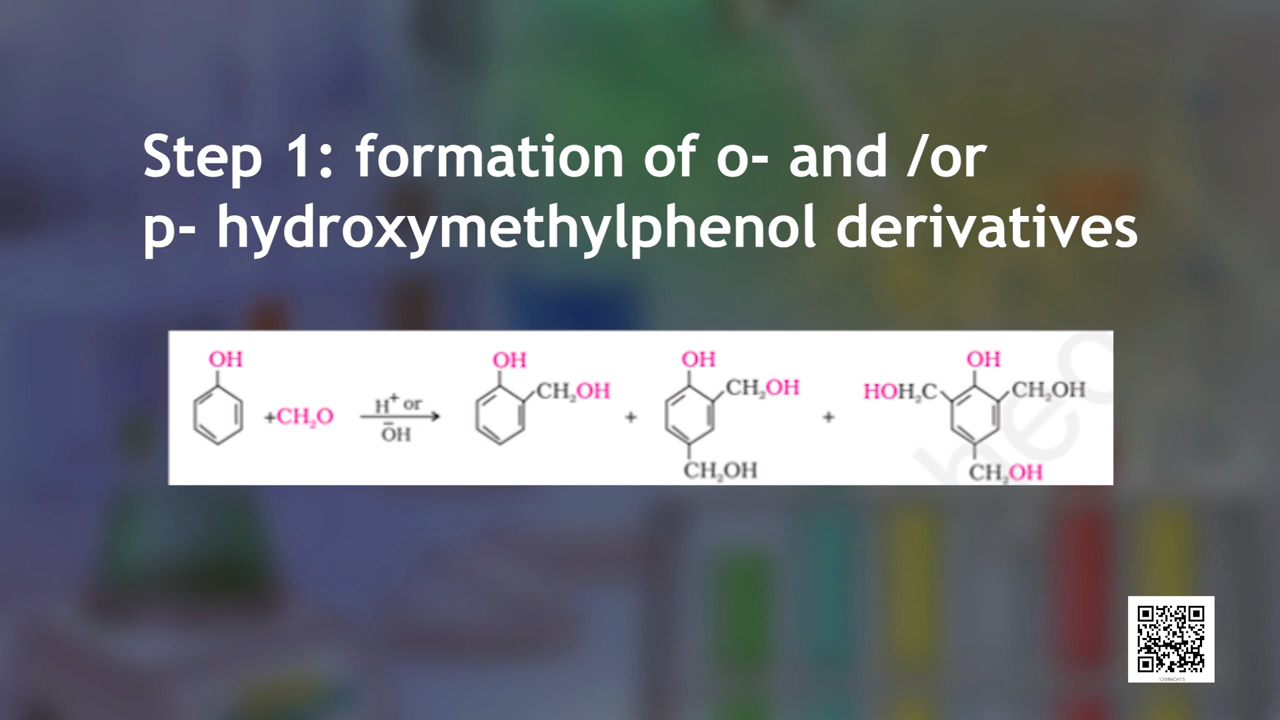 Step 1: formation of o- and /or
p- hydroxymethylphenol derivatives
OH OH OH OH
+CH₂O H⁺ or CH₂OH + CH₂OH + HOH₂C CH₂OH
ŌH
CH₂OH CH₂OH